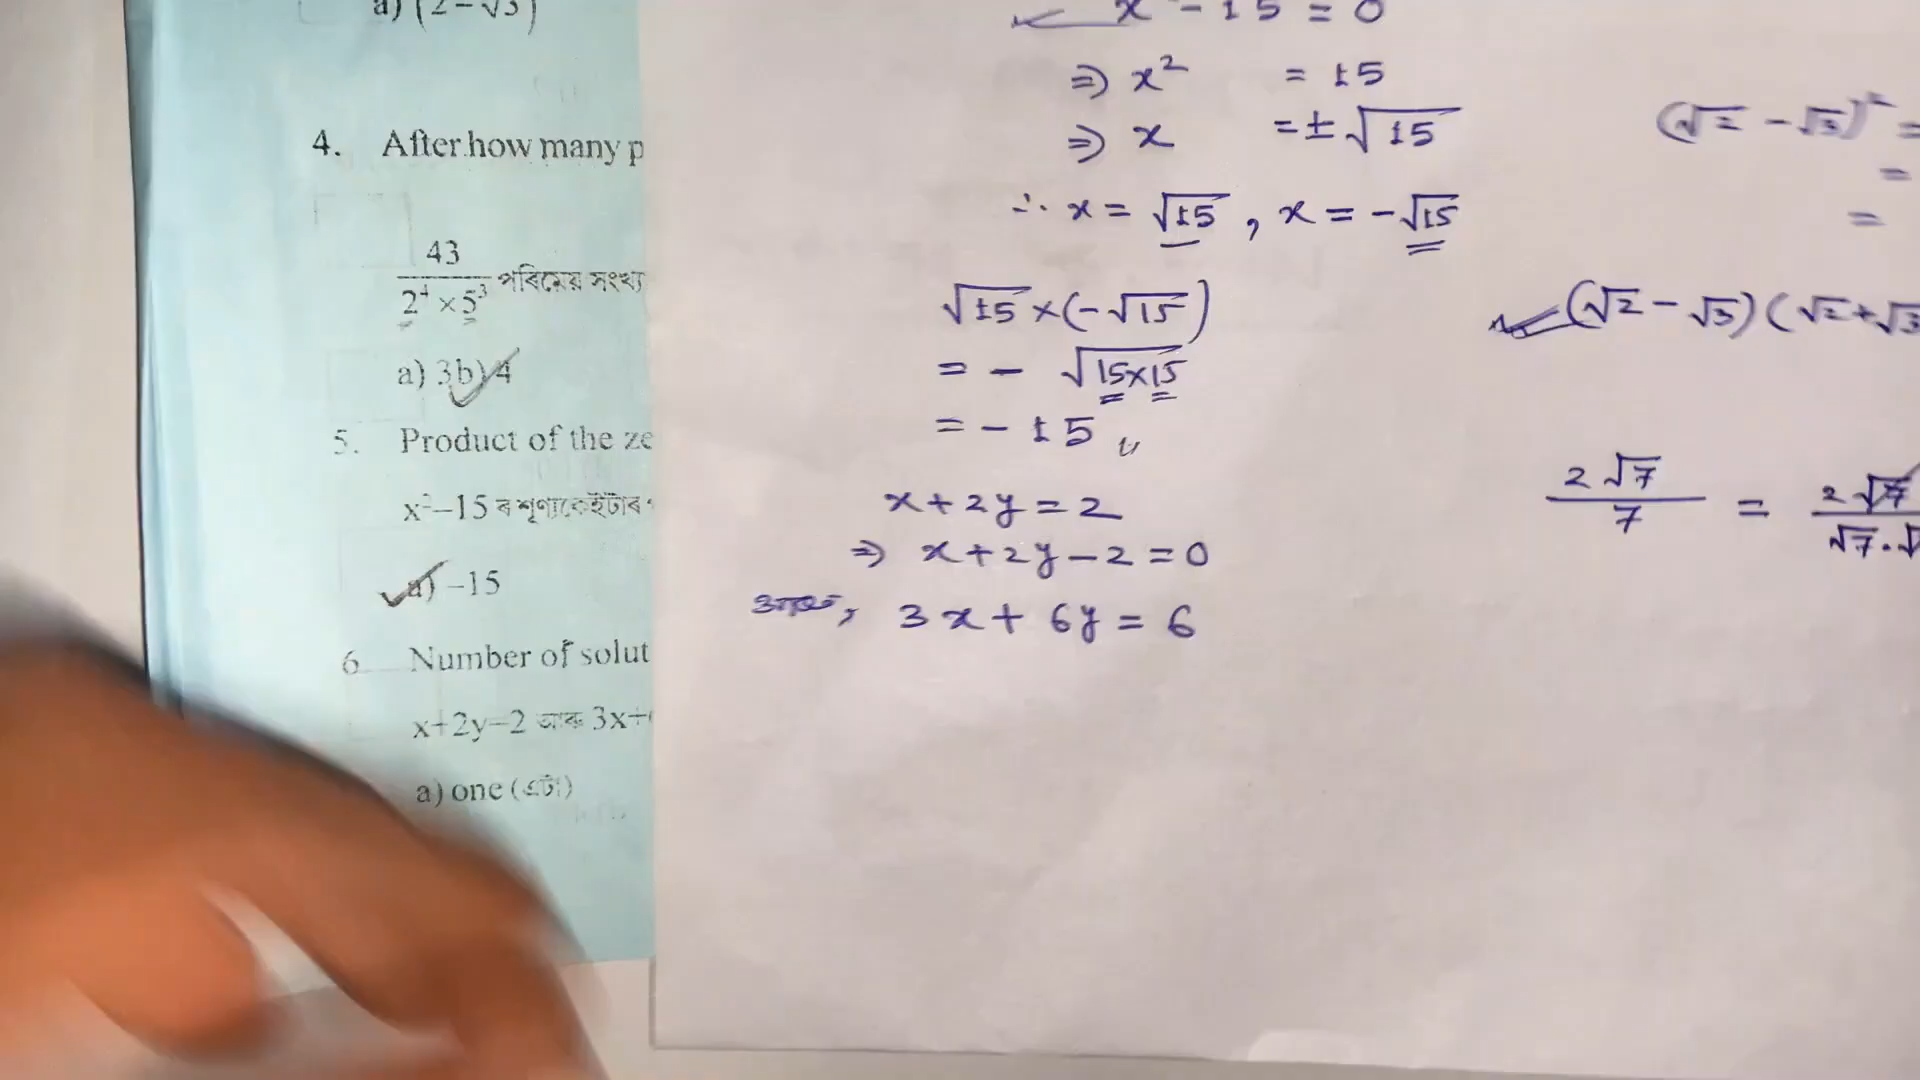 a) (2-√3)
4. After how many p
43
2⁴ × 5³ পৰিমেয় সংখ্যা
a) 3 b) 4
5. Product of the ze
x²–15 ৰ শূণ্যকেইটাৰ
a) –15
6 Number of solut
x+2y=2 আৰু 3x+
a) one (এটা)
x² - 15 = 0
⇒ x² = 15
⇒ x = ± √15
∴ x = √15 , x = -√15
√15 × (-√15)
= - √15×15
= - 15
x + 2y = 2
⇒ x + 2y - 2 = 0
আৰু, 3x + 6y = 6
(√2 - √3)² =
=
=
(√2 - √3) (√2 + √3
2√7/7 = 2√7/√7.√